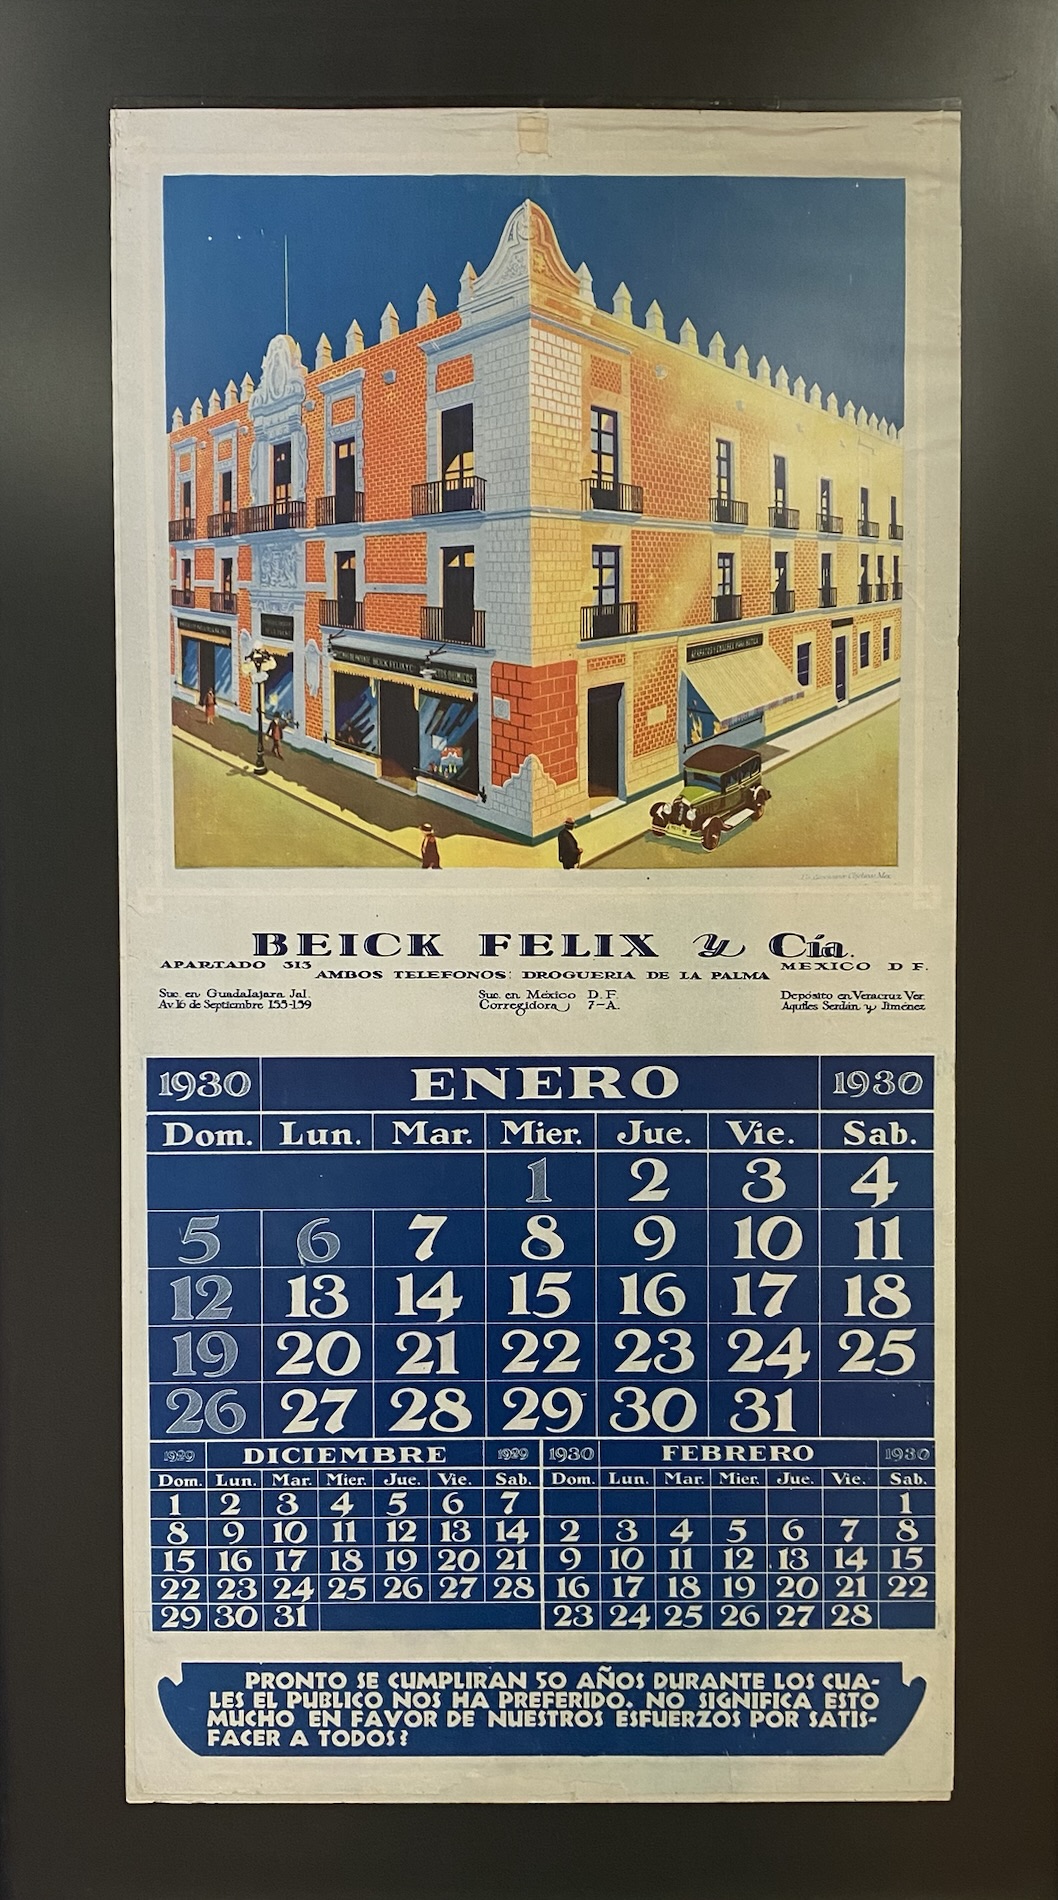 BEICK FELIX y Cía.
APARTADO 313 AMBOS TELEFONOS: DROGUERIA DE LA PALMA MEXICO D F.
Suc. en Guadalajara Jal. Suc. en México D. F. Depósito en Veracruz Ver.
Av. 16 de Septiembre 155-159 Corregidora 7-A. Aquiles Serdán y Jiménez
1930 ENERO 1930
Dom. Lun. Mar. Mier. Jue. Vie. Sab.
1 2 3 4
5 6 7 8 9 10 11
12 13 14 15 16 17 18
19 20 21 22 23 24 25
26 27 28 29 30 31
1929 DICIEMBRE 1929
Dom. Lun. Mar. Mier. Jue. Vie. Sab.
1 2 3 4 5 6 7
8 9 10 11 12 13 14
15 16 17 18 19 20 21
22 23 24 25 26 27 28
29 30 31
1930 FEBRERO 1930
Dom. Lun. Mar. Mier. Jue. Vie. Sab.
1
2 3 4 5 6 7 8
9 10 11 12 13 14 15
16 17 18 19 20 21 22
23 24 25 26 27 28
PRONTO SE CUMPLIRAN 50 AÑOS DURANTE LOS CUA-
LES EL PUBLICO NOS HA PREFERIDO. NO SIGNIFICA ESTO
MUCHO EN FAVOR DE NUESTROS ESFUERZOS POR SATIS-
FACER A TODOS?